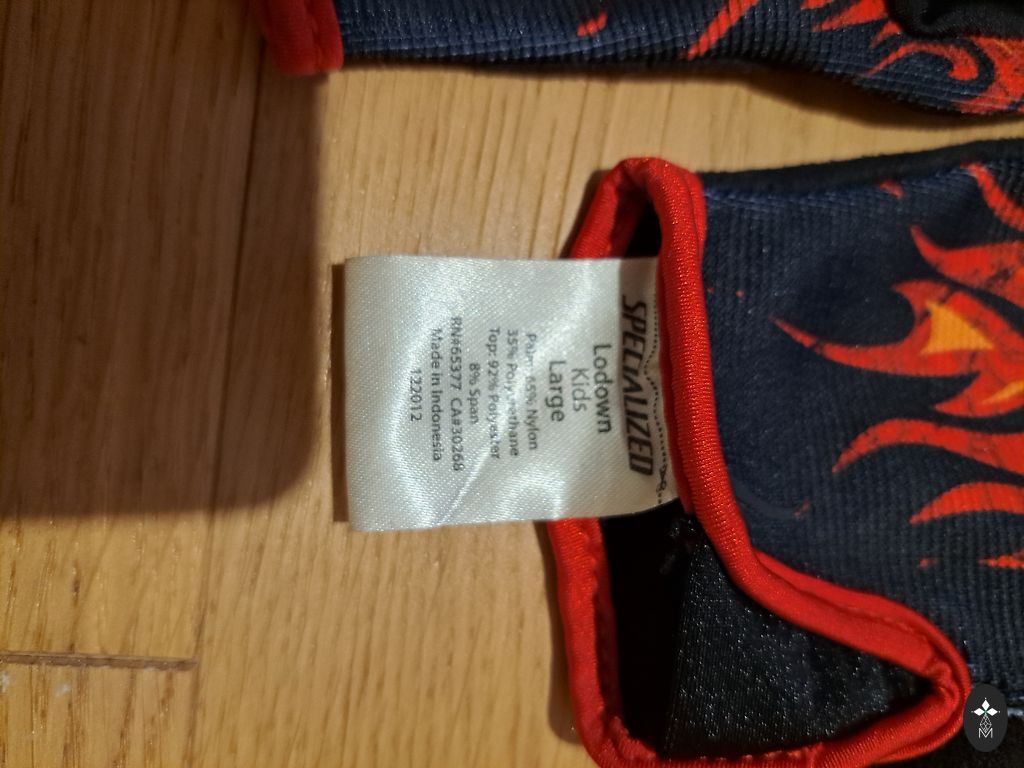 SPECIALIZED
Lodown
Kids
Large
Palm: 65% Nylon
35% Polyurethane
Top: 92% Polyester
8% Span
RN#65377 CA#30268
Made in Indonesia
122012
M